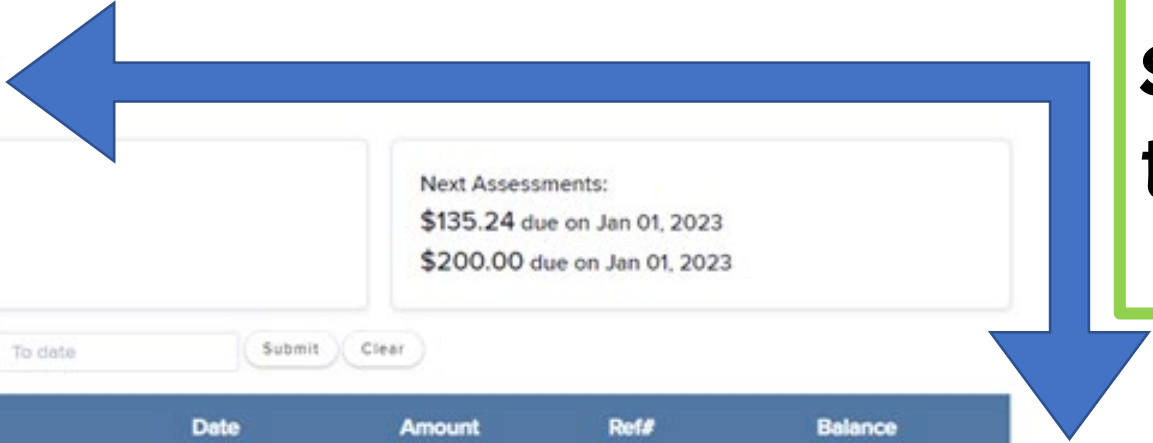 Next Assessments:
$135.24 due on Jan 01, 2023
$200.00 due on Jan 01, 2023
To date Submit Clear
Date Amount Ref# Balance